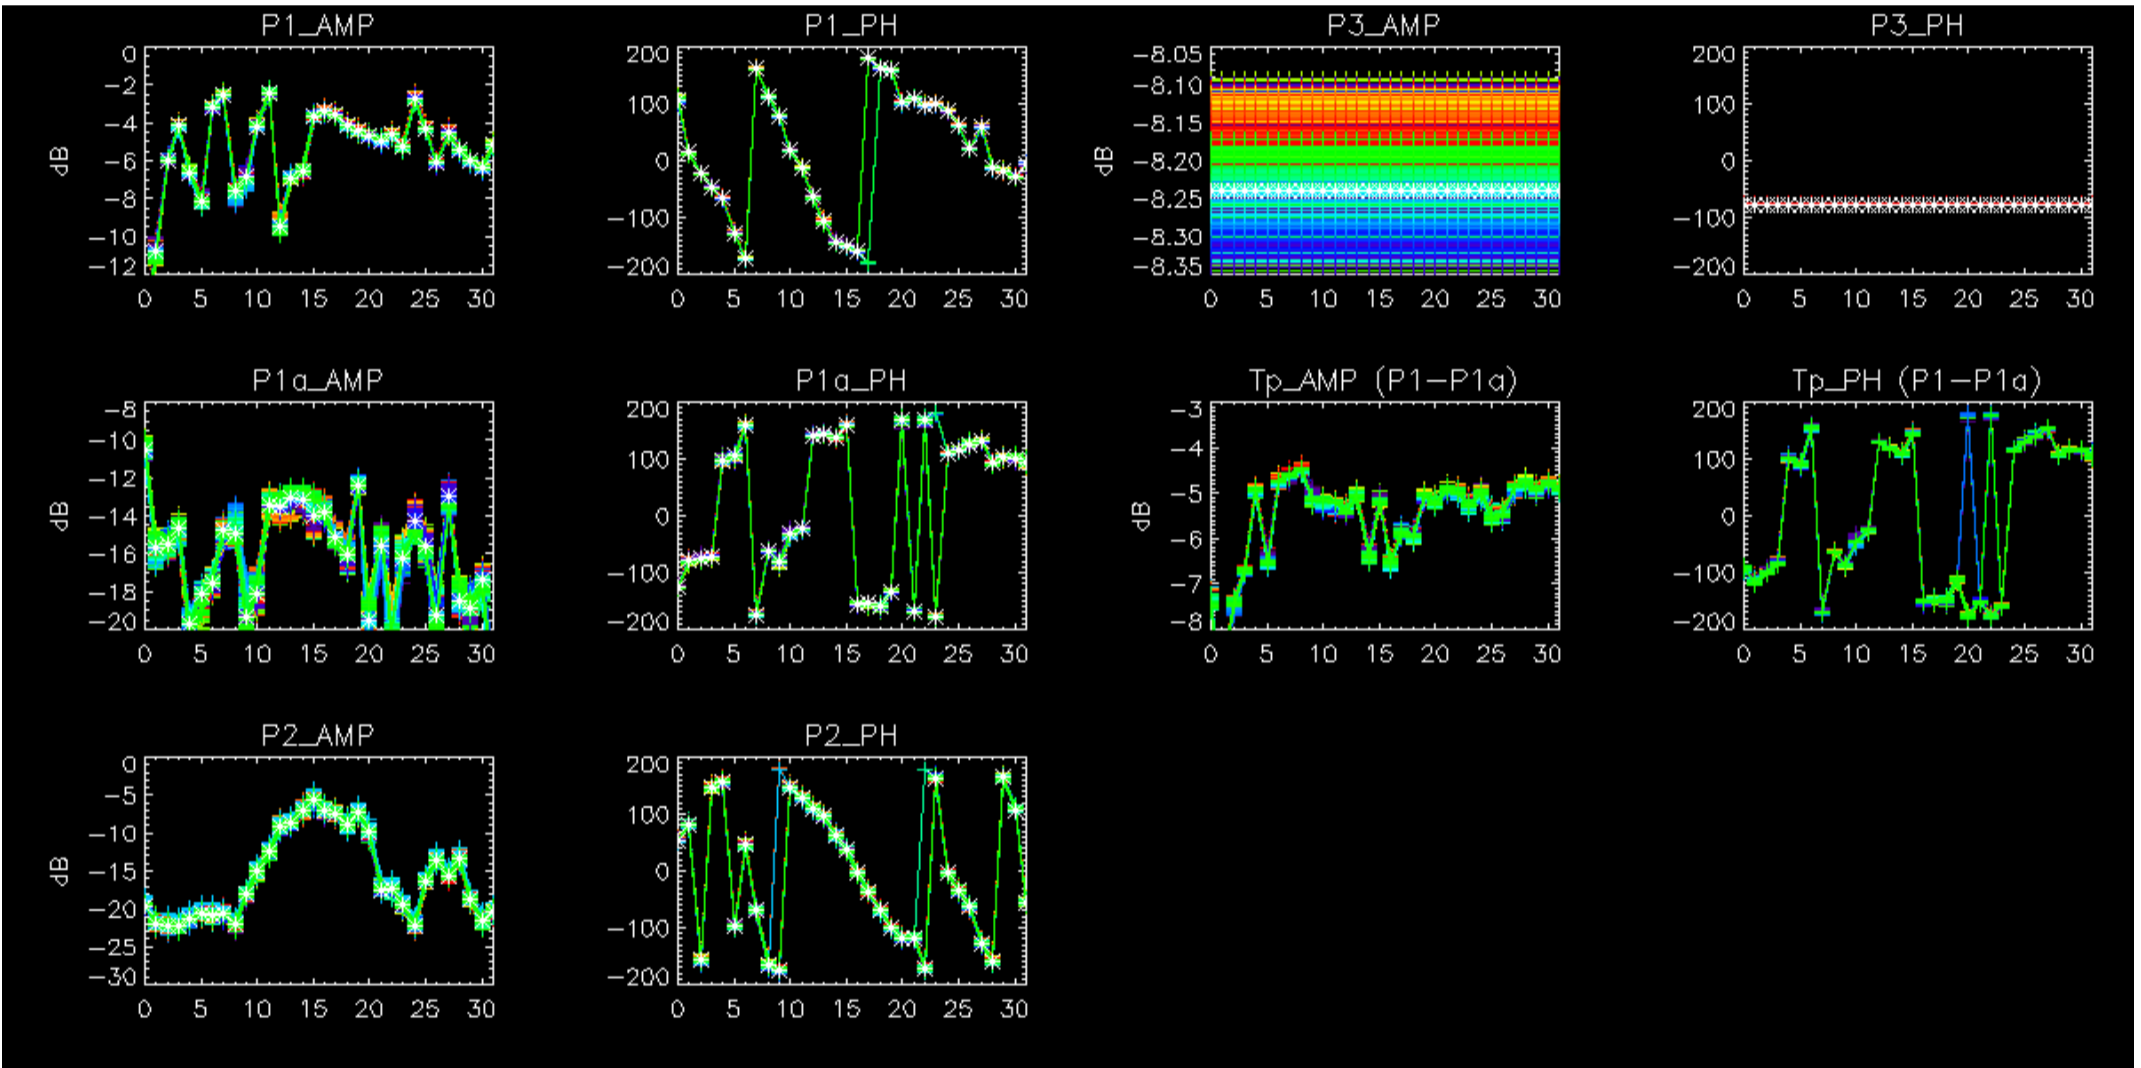 P1_AMP
P1_PH
P3_AMP
P3_PH
0
-2
-4
-6
-8
-10
-12
dB
0 5 10 15 20 25 30
200
100
0
-100
-200
0 5 10 15 20 25 30
-8.05
-8.10
-8.15
-8.20
-8.25
-8.30
-8.35
dB
0 5 10 15 20 25 30
200
100
0
-100
-200
0 5 10 15 20 25 30
P1a_AMP
P1a_PH
Tp_AMP (P1-P1a)
Tp_PH (P1-P1a)
-8
-10
-12
-14
-16
-18
-20
dB
0 5 10 15 20 25 30
200
100
0
-100
-200
0 5 10 15 20 25 30
-3
-4
-5
-6
-7
-8
dB
0 5 10 15 20 25 30
200
100
0
-100
-200
0 5 10 15 20 25 30
P2_AMP
P2_PH
0
-5
-10
-15
-20
-25
-30
dB
0 5 10 15 20 25 30
200
100
0
-100
-200
0 5 10 15 20 25 30